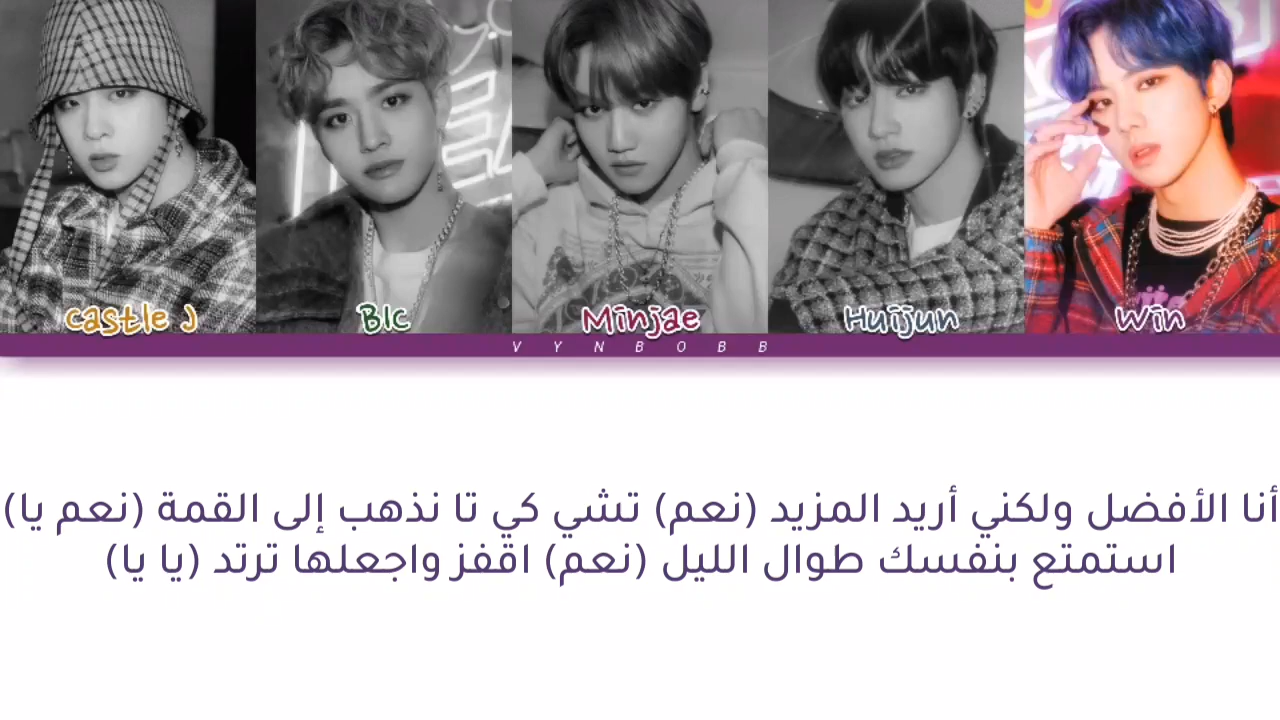 Castle J
BIC
Minjae
Huijun
Win
VYNBOBB
أنا الأفضل ولكني أريد المزيد (نعم) تشي كي تا نذهب إلى القمة (نعم يا)
استمتع بنفسك طوال الليل (نعم) اقفز واجعلها ترتد (يا يا)